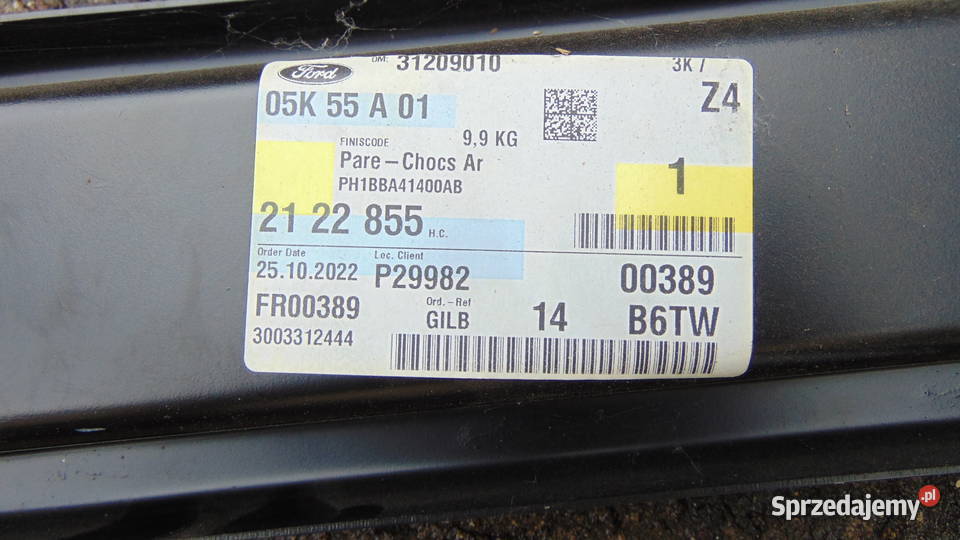 Ford
DM: 31209010
3K /
05K 55 A 01
Z4
FINISCODE
9,9 KG
Pare-Chocs Ar
PH1BBA41400AB
1
21 22 855 H.C.
Order Date
Loc. Client
25.10.2022
P29982
00389
FR00389
Ord.-Ref
GILB
14
B6TW
3003312444
Sprzedajemy.pl